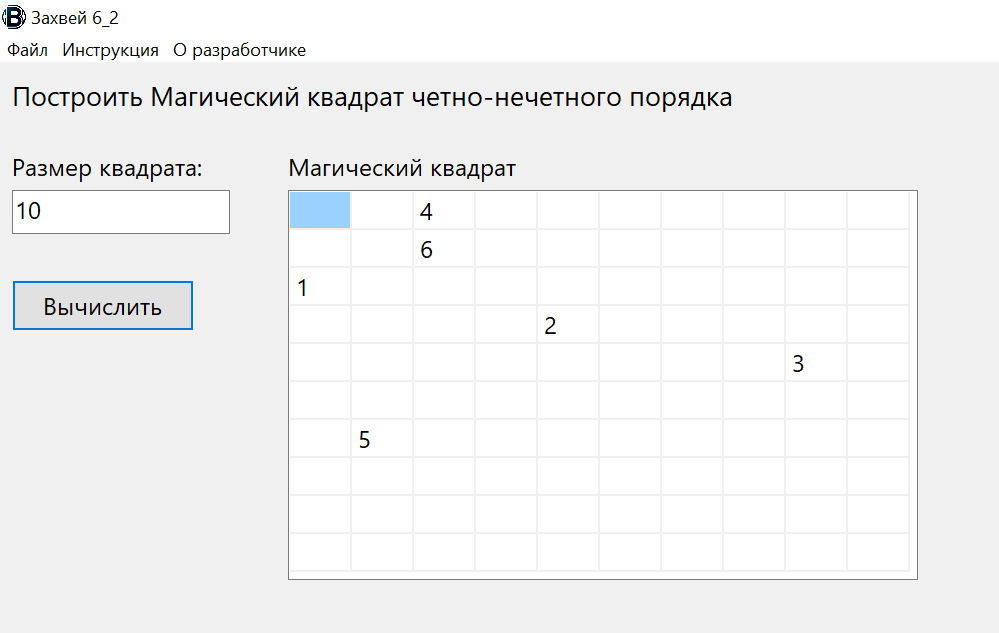 B Захвей 6_2
Файл Инструкция О разработчике
Построить Магический квадрат четно-нечетного порядка
Размер квадрата:
10
Вычислить
Магический квадрат
4
6
1
2
3
5